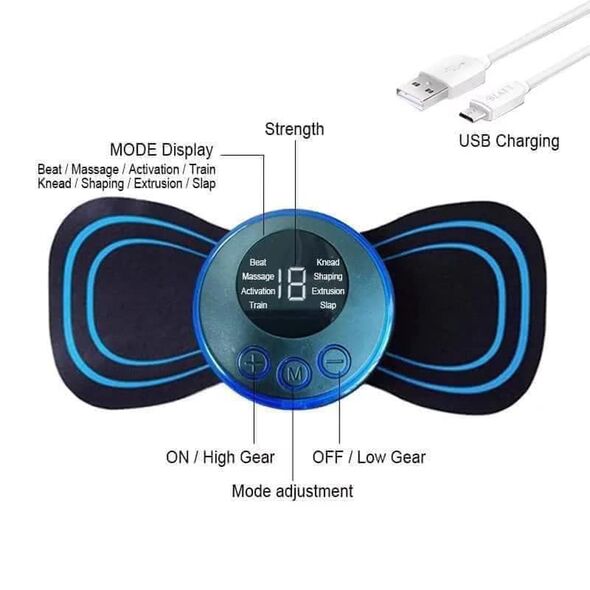 USB Charging
Strength
MODE Display
Beat / Massage / Activation / Train
Knead / Shaping / Extrusion / Slap
Beat
Knead
Massage
Shaping
18
Activation
Extrusion
Train
Slap
+
M
−
ON / High Gear
OFF / Low Gear
Mode adjustment